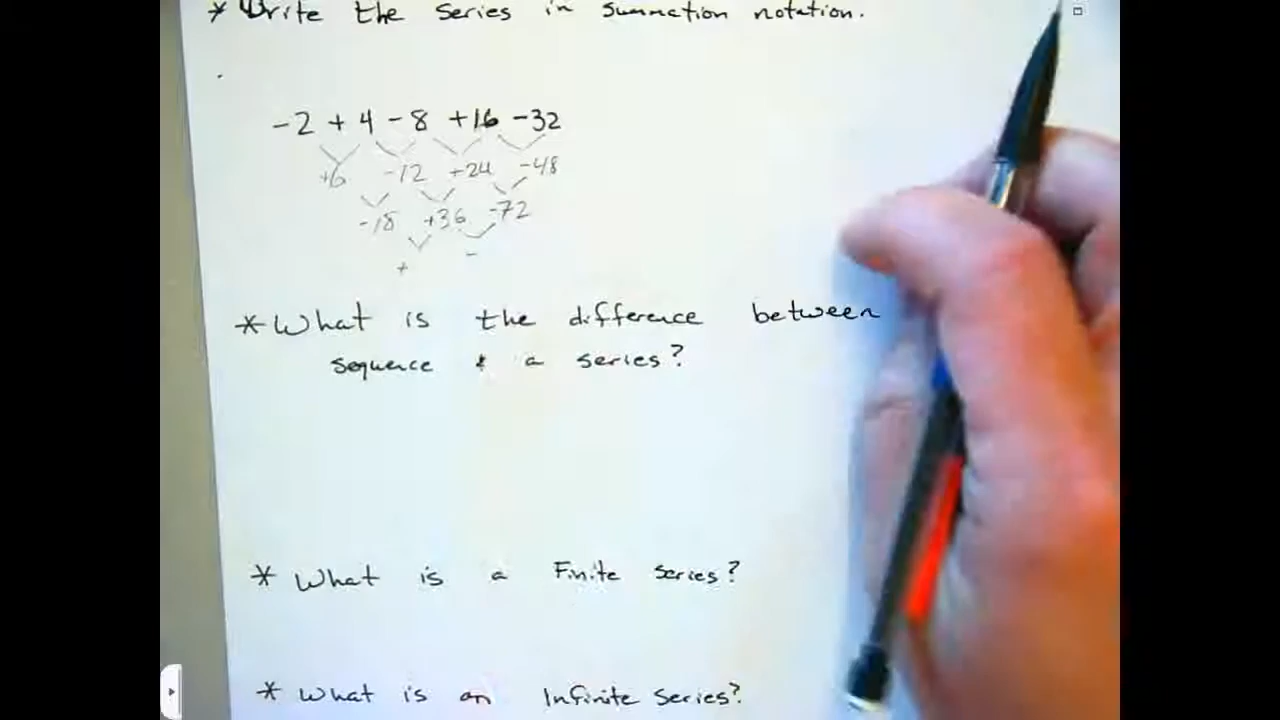 * Write the series in summation notation.
-2 + 4 - 8 + 16 - 32
+6 -12 +24 -48
-18 +36 -72
+ -
* What is the difference between
sequence & a series?
* What is a Finite series?
* What is an Infinite series?